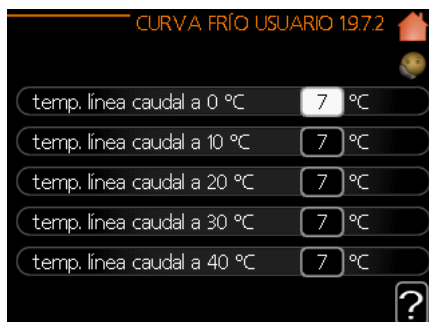 CURVA FRÍO USUARIO 1.9.7.2
temp. línea caudal a 0 °C 7 °C
temp. línea caudal a 10 °C 7 °C
temp. línea caudal a 20 °C 7 °C
temp. línea caudal a 30 °C 7 °C
temp. línea caudal a 40 °C 7 °C
?